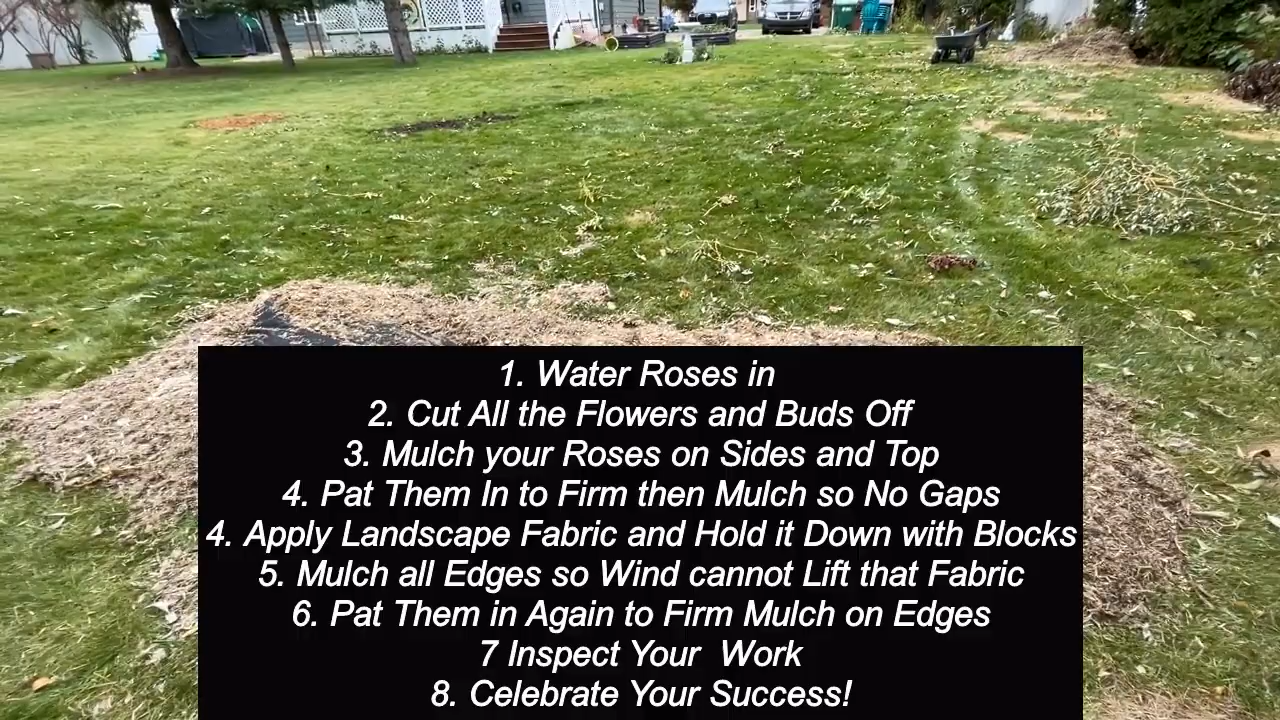 1. Water Roses in
2. Cut All the Flowers and Buds Off
3. Mulch your Roses on Sides and Top
4. Pat Them In to Firm then Mulch so No Gaps
4. Apply Landscape Fabric and Hold it Down with Blocks
5. Mulch all Edges so Wind cannot Lift that Fabric
6. Pat Them in Again to Firm Mulch on Edges
7 Inspect Your  Work
8. Celebrate Your Success!